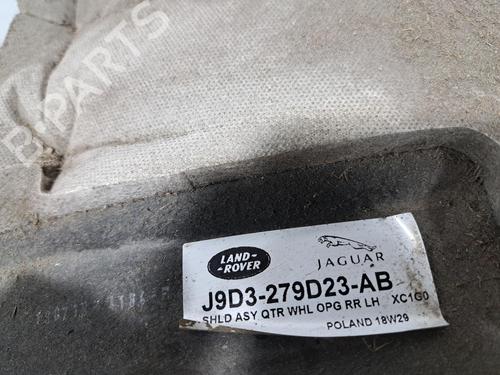 B-PARTS
LAND-
ROVER
JAGUAR
J9D3-279D23-AB
SHLD ASY QTR WHL OPG RR LH XC1G0
POLAND 18W29